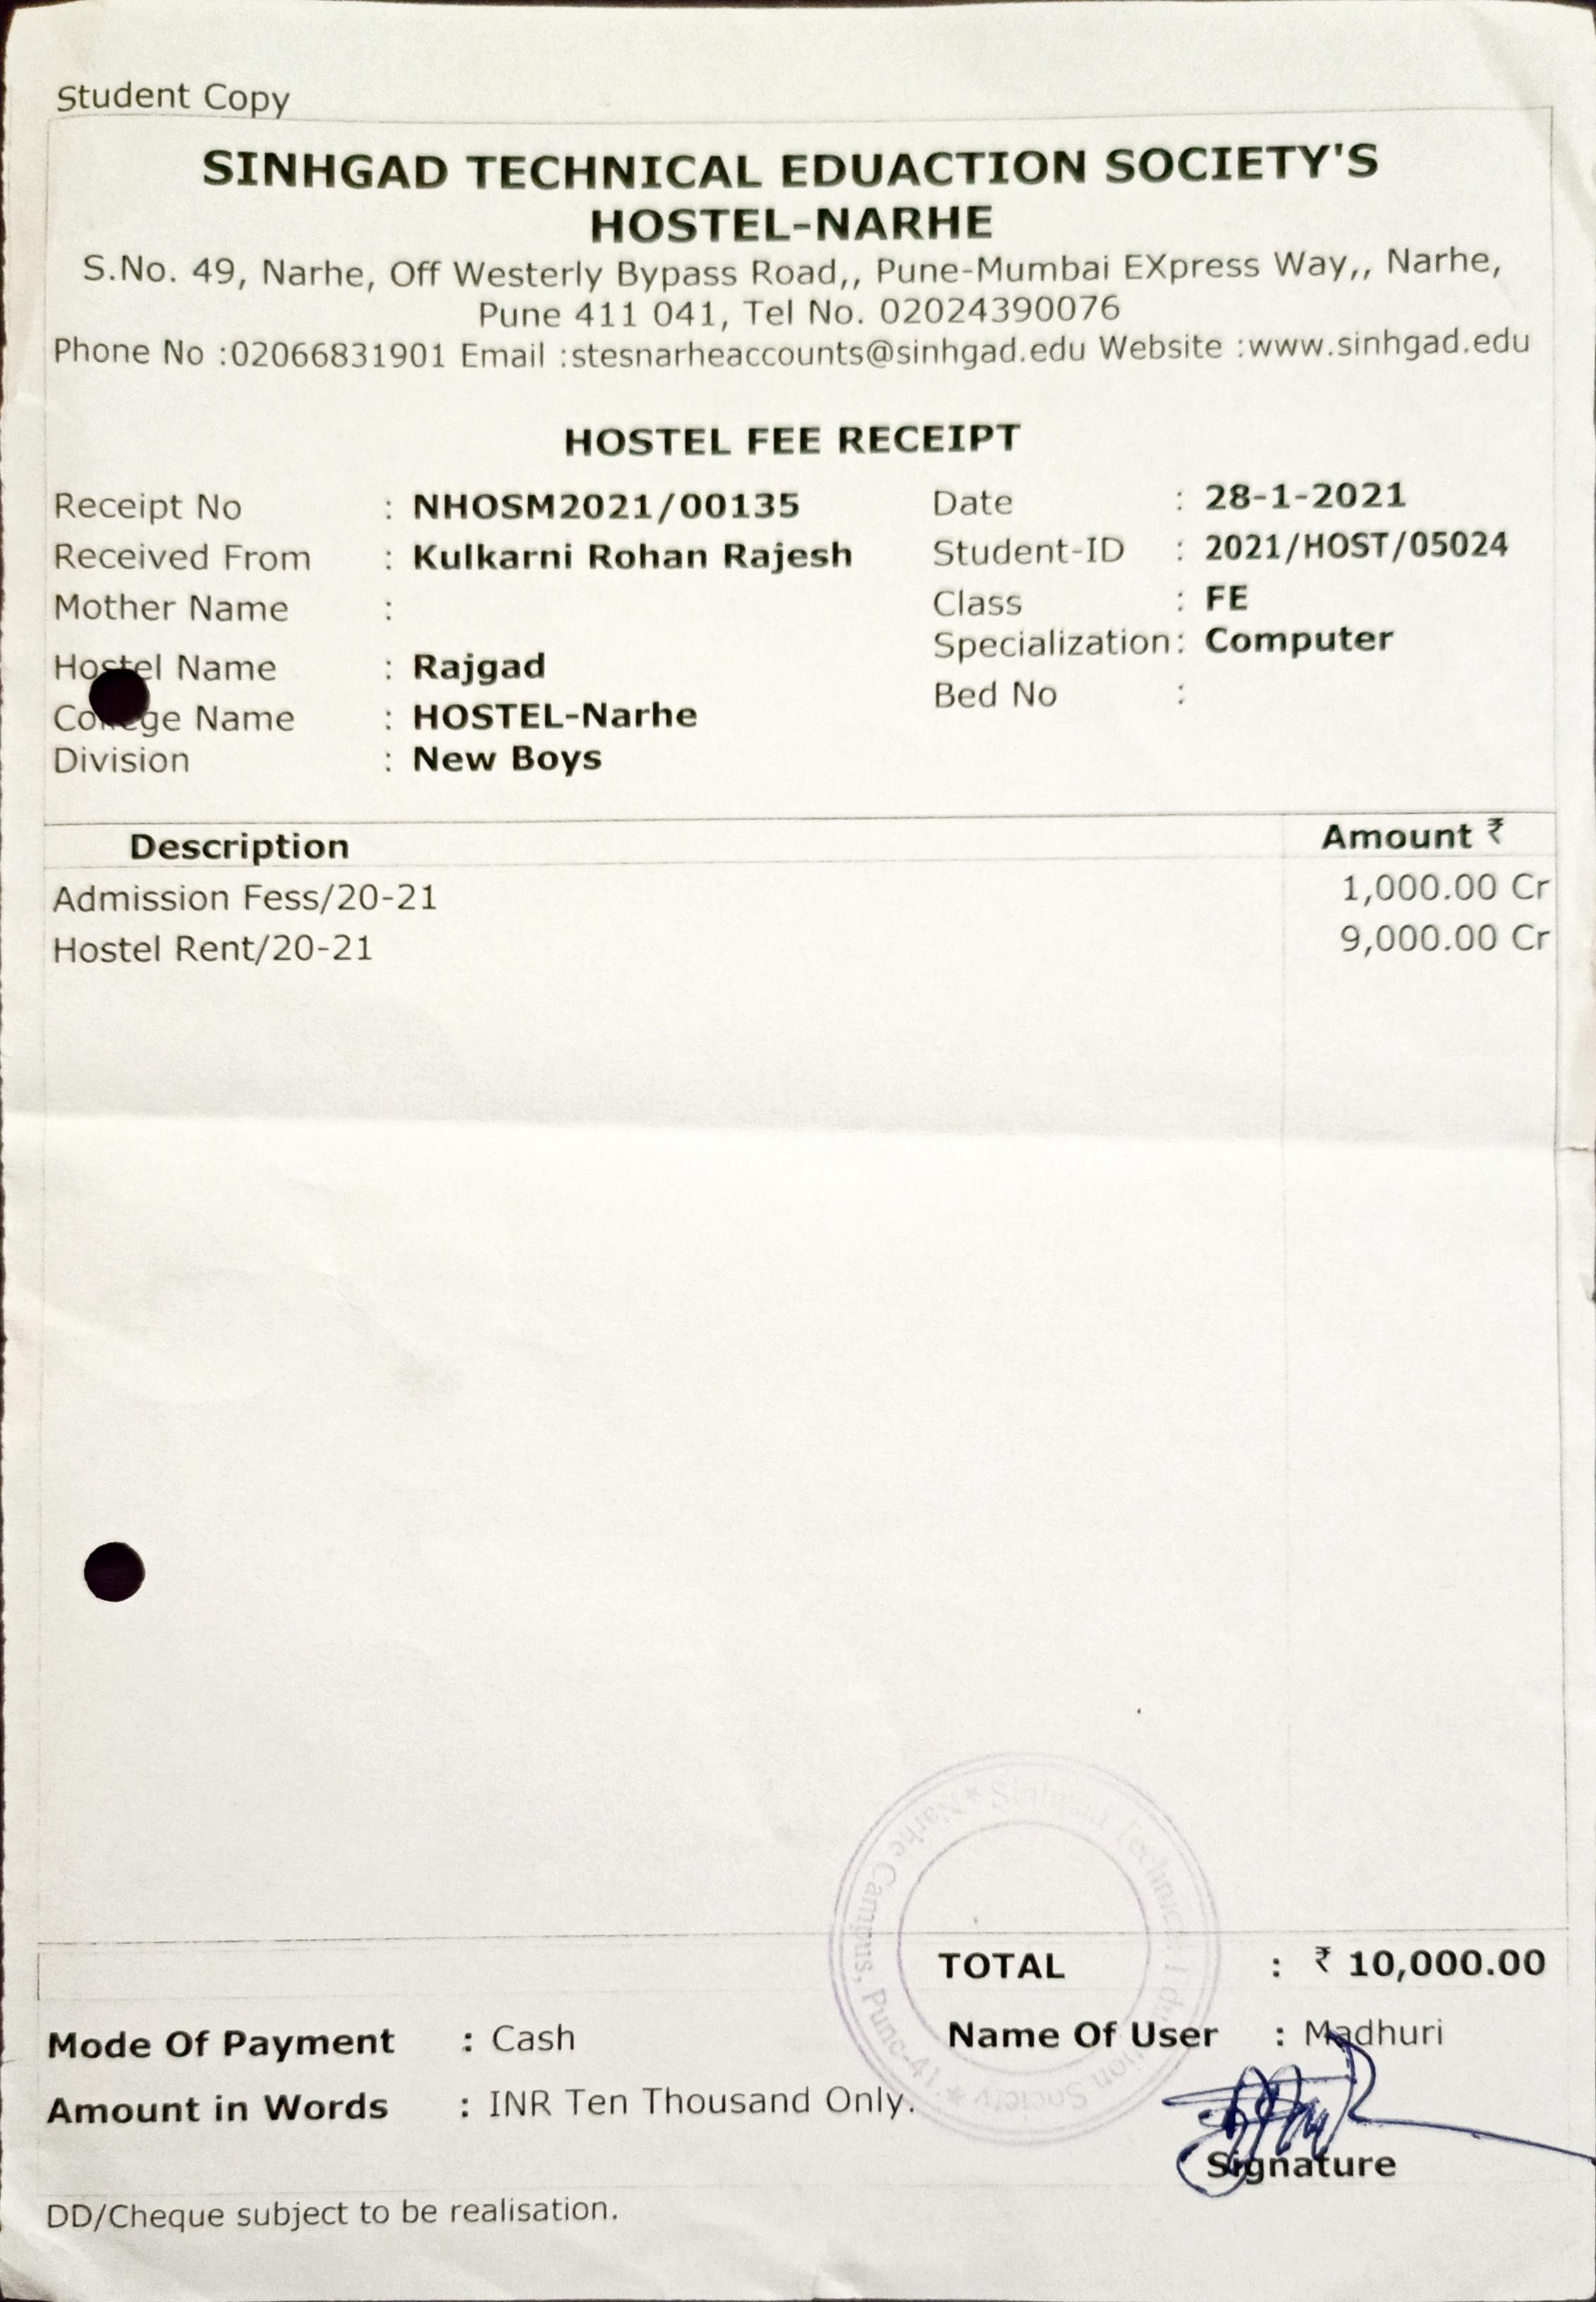 Student Copy
SINHGAD TECHNICAL EDUACTION SOCIETY'S
HOSTEL-NARHE
S.No. 49, Narhe, Off Westerly Bypass Road,, Pune-Mumbai EXpress Way,, Narhe,
Pune 411 041, Tel No. 02024390076
Phone No :02066831901 Email :stesnarheaccounts@sinhgad.edu Website :www.sinhgad.edu
HOSTEL FEE RECEIPT
Receipt No : NHOSM2021/00135 Date : 28-1-2021
Received From : Kulkarni Rohan Rajesh Student-ID : 2021/HOST/05024
Mother Name : Class : FE
Specialization: Computer
Hostel Name : Rajgad Bed No :
College Name : HOSTEL-Narhe
Division : New Boys
Description Amount ₹
Admission Fess/20-21 1,000.00 Cr
Hostel Rent/20-21 9,000.00 Cr
TOTAL : ₹ 10,000.00
Mode Of Payment : Cash Name Of User : Madhuri
Amount in Words : INR Ten Thousand Only.
Signature
DD/Cheque subject to be realisation.
Sinhgad Technical Education Society * Narhe Campus, Pune-41. *